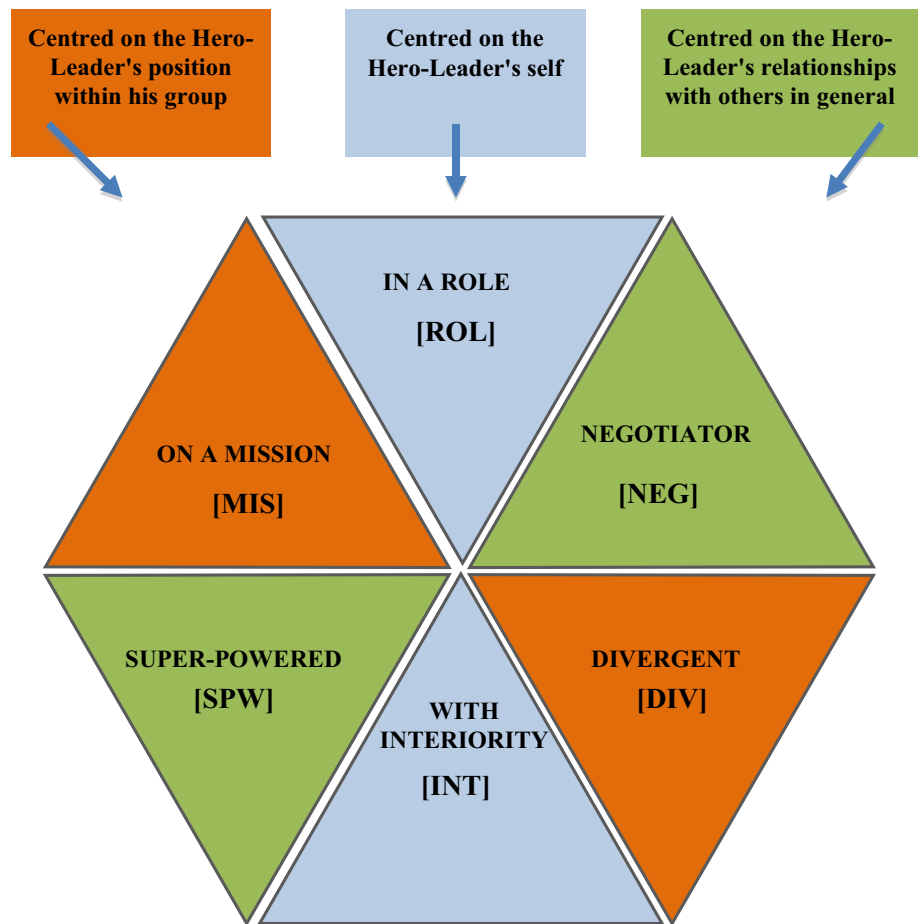 Centred on the Hero-
Leader's position
within his group
Centred on the
Hero-Leader's self
Centred on the Hero-
Leader's relationships
with others in general
IN A ROLE
[ROL]
ON A MISSION
[MIS]
NEGOTIATOR
[NEG]
SUPER-POWERED
[SPW]
WITH
INTERIORITY
[INT]
DIVERGENT
[DIV]